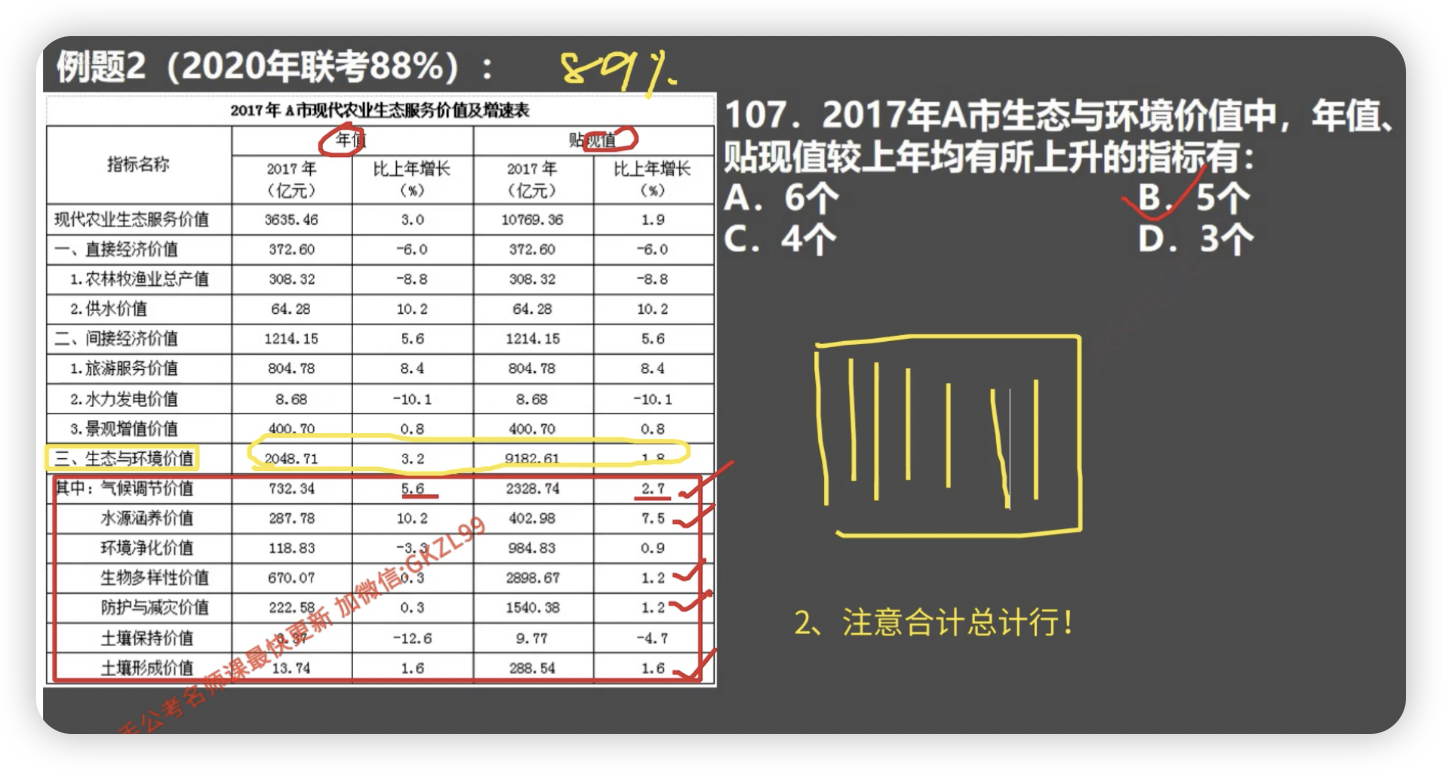 例题2（2020年联考88%）： 89%
2017年A市现代农业生态服务价值及增速表
指标名称 年值 贴现值
2017年（亿元） 比上年增长（%） 2017年（亿元） 比上年增长（%）
现代农业生态服务价值 3635.46 3.0 10769.36 1.9
一、直接经济价值 372.60 -6.0 372.60 -6.0
1.农林牧渔业总产值 308.32 -8.8 308.32 -8.8
2.供水价值 64.28 10.2 64.28 10.2
二、间接经济价值 1214.15 5.6 1214.15 5.6
1.旅游服务价值 804.78 8.4 804.78 8.4
2.水力发电价值 8.68 -10.1 8.68 -10.1
3.景观增值价值 400.70 0.8 400.70 0.8
三、生态与环境价值 2048.71 3.2 9182.61 1.8
其中：气候调节价值 732.34 5.6 2328.74 2.7
水源涵养价值 287.78 10.2 402.98 7.5
环境净化价值 118.83 -3.3 984.83 0.9
生物多样性价值 670.07 0.3 2898.67 1.2
防护与减灾价值 222.58 0.3 1540.38 1.2
土壤保持价值 -12.6 9.77 -4.7
土壤形成价值 13.74 1.6 288.54 1.6
公考名师课最快更新 加微信:GKZL99
107．2017年A市生态与环境价值中，年值、
贴现值较上年均有所上升的指标有：
A．6个 B．5个
C．4个 D．3个
2、注意合计总计行！